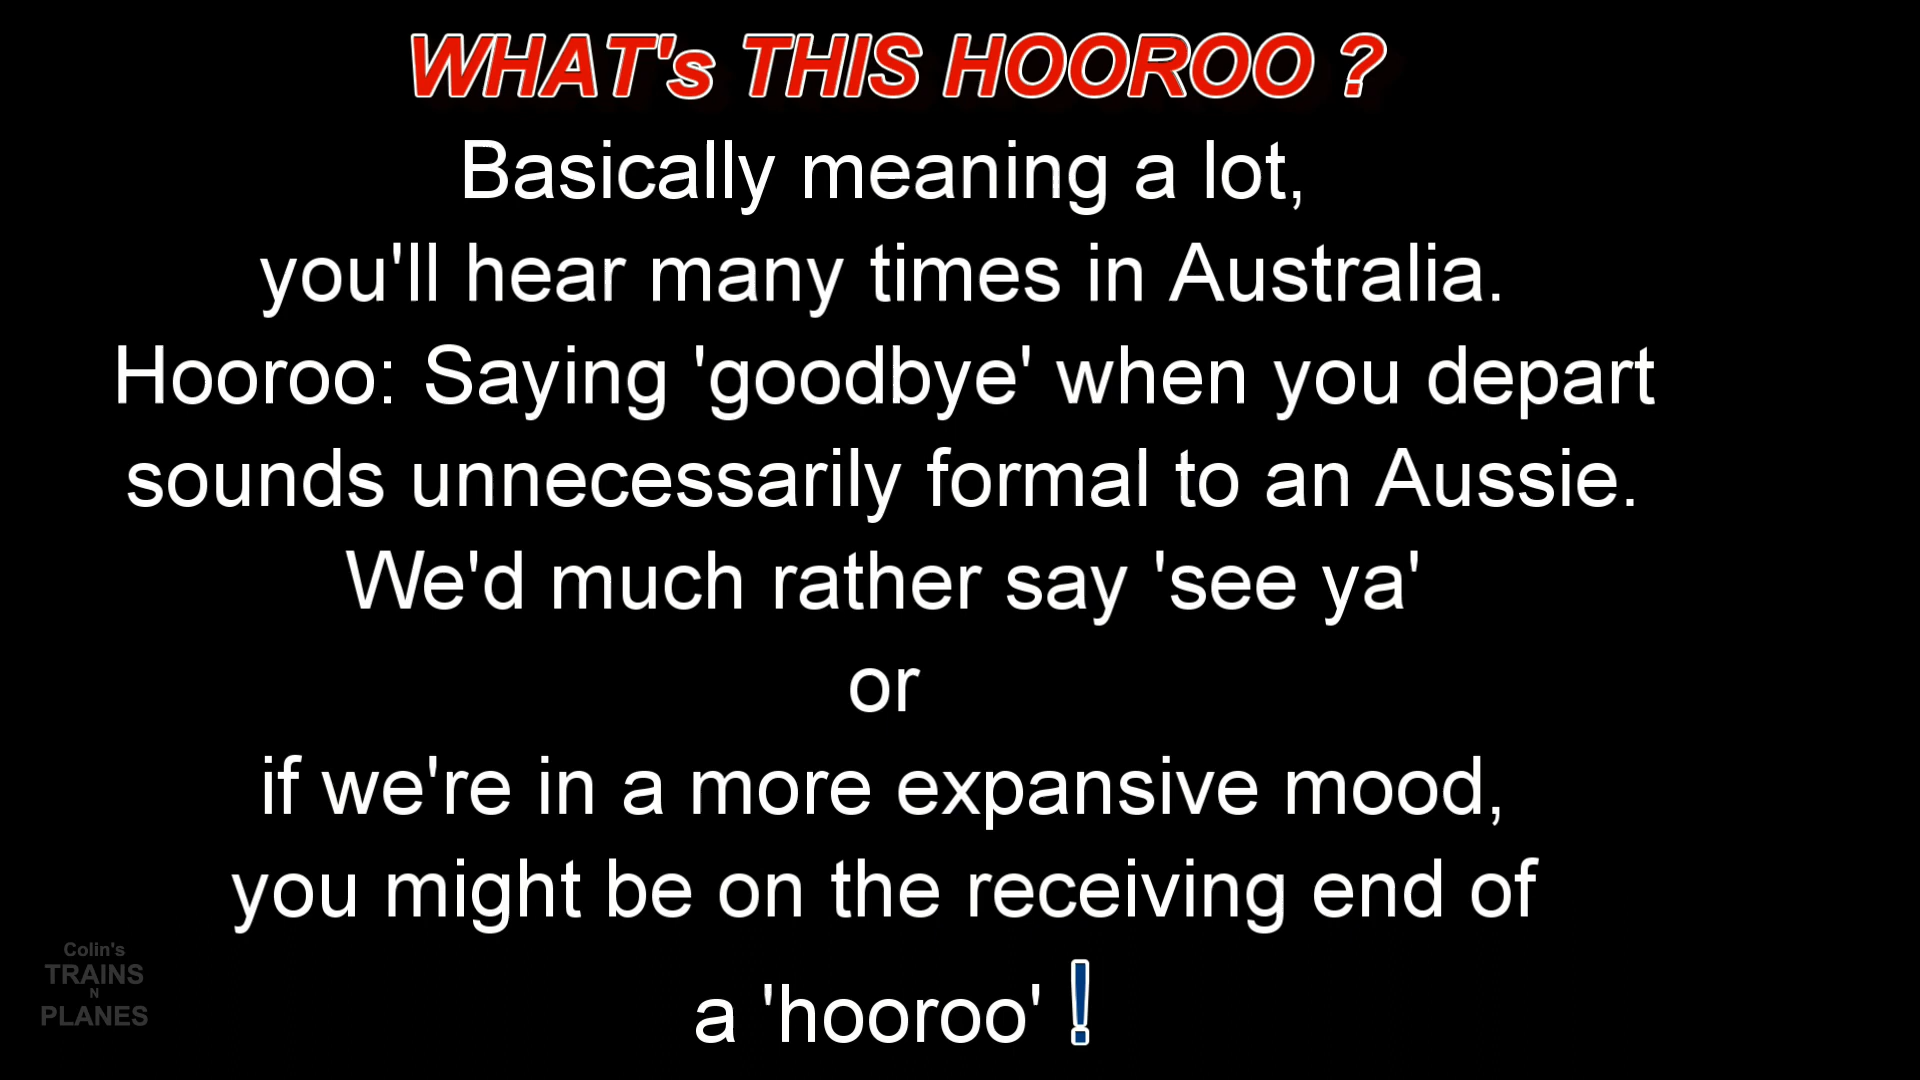 WHAT's THIS HOOROO ?
Basically meaning a lot,
you'll hear many times in Australia.
Hooroo: Saying 'goodbye' when you depart
sounds unnecessarily formal to an Aussie.
We'd much rather say 'see ya'
or
if we're in a more expansive mood,
you might be on the receiving end of
a 'hooroo' !
Colin's
TRAINS
N
PLANES